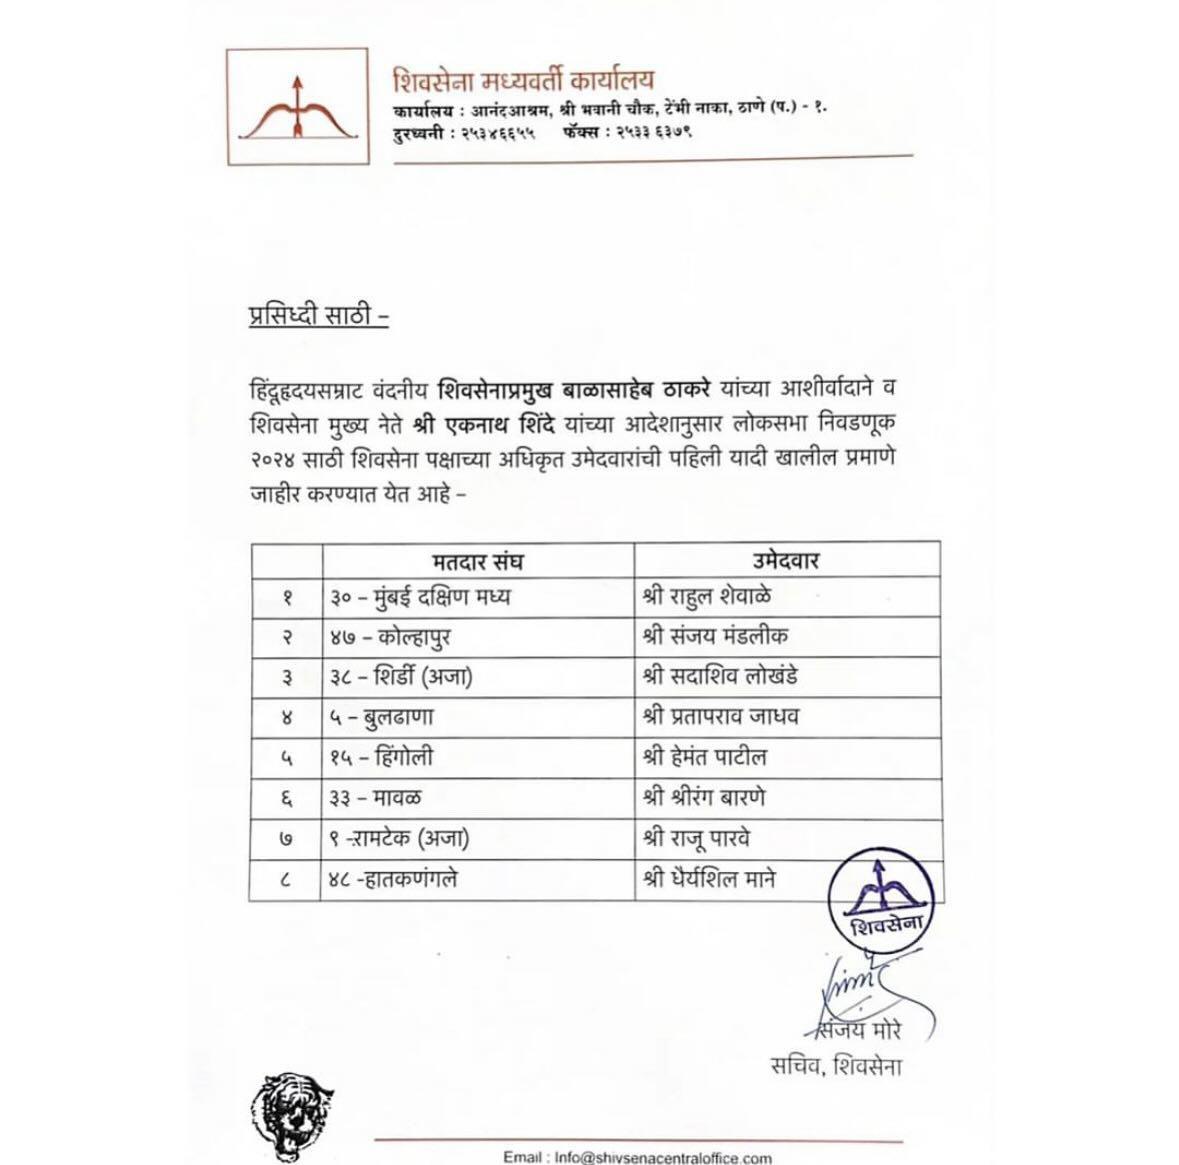 शिवसेना मध्यवर्ती कार्यालय
कार्यालय : आनंदआश्रम, श्री भवानी चौक, टेंभी नाका, ठाणे (प.) - १.
दुरध्वनी : २५३४६६५५ फॅक्स : २५३३ ६३७९
प्रसिध्दी साठी –
हिंदूहृदयसम्राट वंदनीय शिवसेनाप्रमुख बाळासाहेब ठाकरे यांच्या आशीर्वादाने व
शिवसेना मुख्य नेते श्री एकनाथ शिंदे यांच्या आदेशानुसार लोकसभा निवडणूक
२०२४ साठी शिवसेना पक्षाच्या अधिकृत उमेदवारांची पहिली यादी खालील प्रमाणे
जाहीर करण्यात येत आहे –
मतदार संघ उमेदवार
१ ३० – मुंबई दक्षिण मध्य श्री राहुल शेवाळे
२ ४७ – कोल्हापुर श्री संजय मंडलीक
३ ३८ – शिर्डी (अजा) श्री सदाशिव लोखंडे
४ ५ – बुलढाणा श्री प्रतापराव जाधव
५ १५ – हिंगोली श्री हेमंत पाटील
६ ३३ – मावळ श्री श्रीरंग बारणे
७ ९ -रामटेक (अजा) श्री राजू पारवे
८ ४८ -हातकणंगले श्री धैर्यशिल माने
शिवसेना
संजय मोरे
सचिव, शिवसेना
Email : Info@shivsenacentraloffice.com